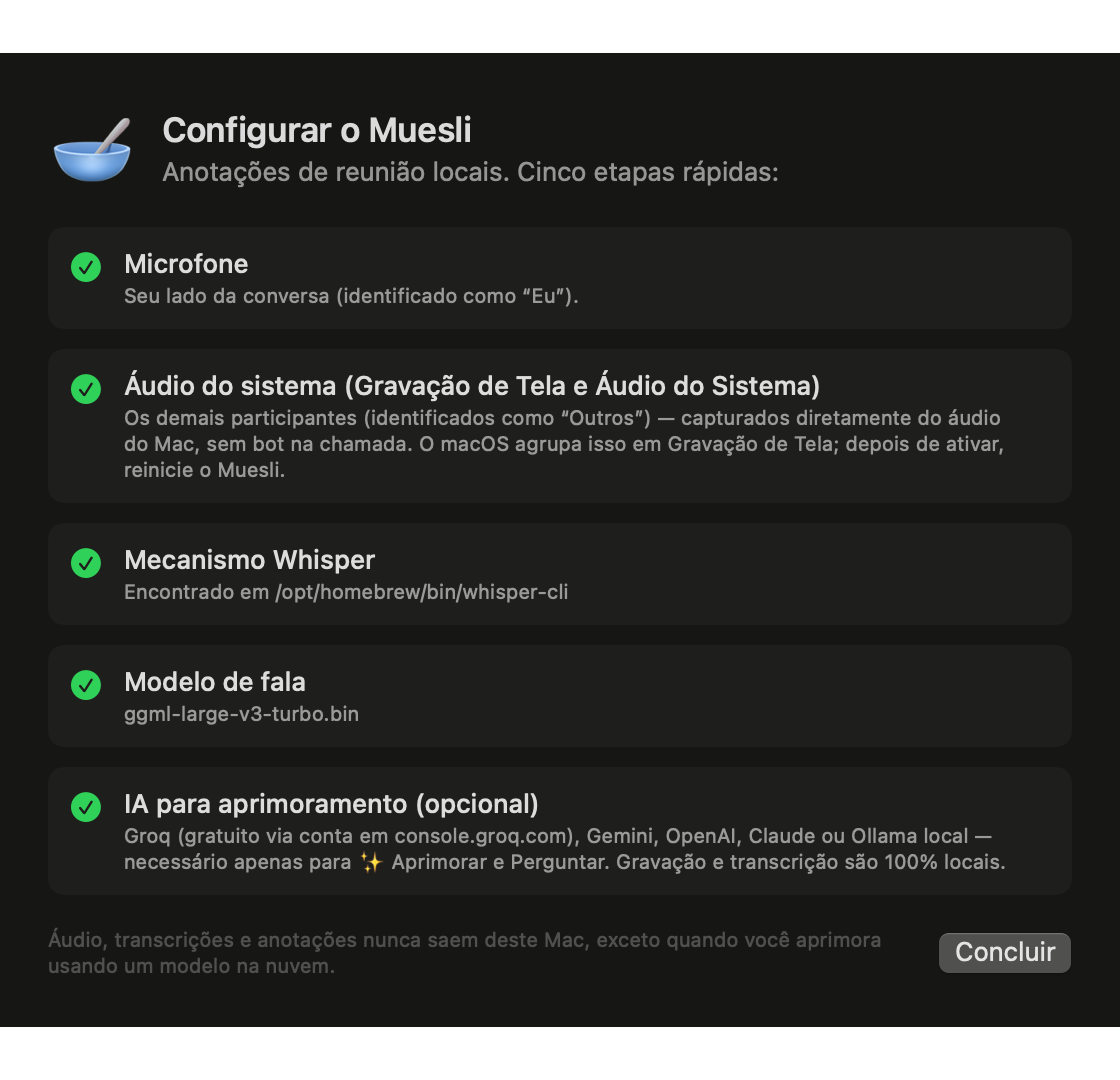 Configurar o Muesli
Anotações de reunião locais. Cinco etapas rápidas:
Microfone
Seu lado da conversa (identificado como “Eu”).
Áudio do sistema (Gravação de Tela e Áudio do Sistema)
Os demais participantes (identificados como “Outros”) — capturados diretamente do áudio
do Mac, sem bot na chamada. O macOS agrupa isso em Gravação de Tela; depois de ativar,
reinicie o Muesli.
Mecanismo Whisper
Encontrado em /opt/homebrew/bin/whisper-cli
Modelo de fala
ggml-large-v3-turbo.bin
IA para aprimoramento (opcional)
Groq (gratuito via conta em console.groq.com), Gemini, OpenAI, Claude ou Ollama local —
necessário apenas para ✨ Aprimorar e Perguntar. Gravação e transcrição são 100% locais.
Áudio, transcrições e anotações nunca saem deste Mac, exceto quando você aprimora
usando um modelo na nuvem.
Concluir